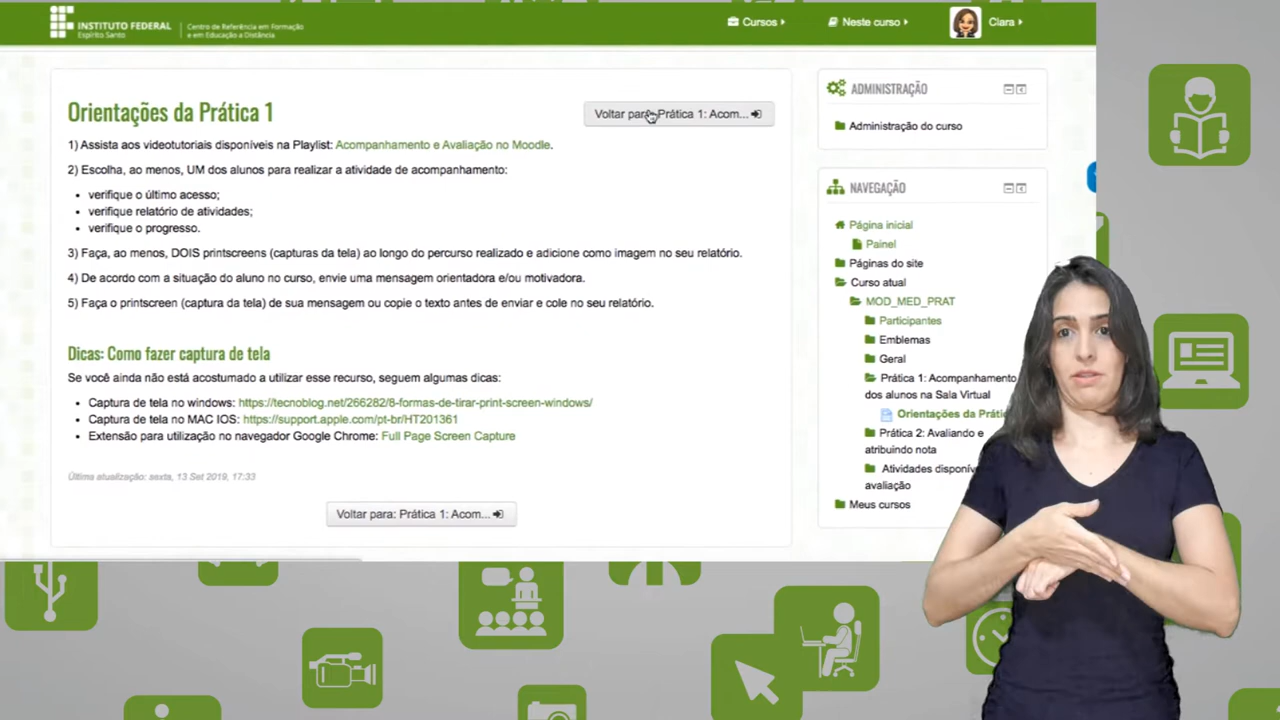 INSTITUTO FEDERAL
Espírito Santo
Centro de Referência em Formação
e em Educação a Distância
Cursos
Neste curso
Clara
Orientações da Prática 1
Voltar para: Prática 1: Acom...
1) Assista aos videotutoriais disponíveis na Playlist: Acompanhamento e Avaliação no Moodle.
2) Escolha, ao menos, UM dos alunos para realizar a atividade de acompanhamento:
verifique o último acesso;
verifique relatório de atividades;
verifique o progresso.
3) Faça, ao menos, DOIS printscreens (capturas da tela) ao longo do percurso realizado e adicione como imagem no seu relatório.
4) De acordo com a situação do aluno no curso, envie uma mensagem orientadora e/ou motivadora.
5) Faça o printscreen (captura da tela) de sua mensagem ou copie o texto antes de enviar e cole no seu relatório.
Dicas: Como fazer captura de tela
Se você ainda não está acostumado a utilizar esse recurso, seguem algumas dicas:
Captura de tela no windows: https://tecnoblog.net/266282/8-formas-de-tirar-print-screen-windows/
Captura de tela no MAC IOS: https://support.apple.com/pt-br/HT201361
Extensão para utilização no navegador Google Chrome: Full Page Screen Capture
Última atualização: sexta, 13 Set 2019, 17:33
Voltar para: Prática 1: Acom...
ADMINISTRAÇÃO
Administração do curso
NAVEGAÇÃO
Página inicial
Painel
Páginas do site
Curso atual
MOD_MED_PRAT
Participantes
Emblemas
Geral
Prática 1: Acompanhamento
dos alunos na Sala Virtual
Orientações da Práti
Prática 2: Avaliando e
atribuindo nota
Atividades disponív
avaliação
Meus cursos